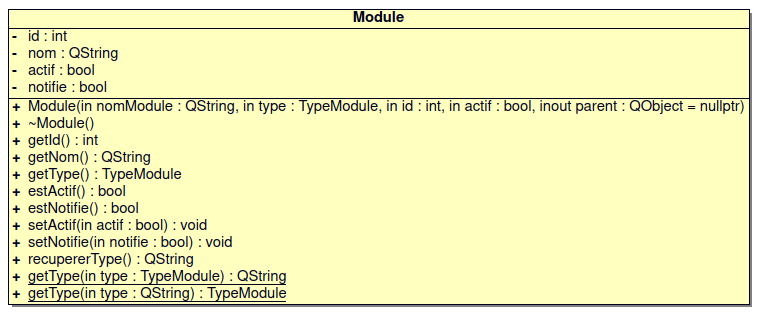 Module
- id : int
- nom : QString
- actif : bool
- notifie : bool
+ Module(in nomModule : QString, in type : TypeModule, in id : int, in actif : bool, inout parent : QObject = nullptr)
+ ~Module()
+ getId() : int
+ getNom() : QString
+ getType() : TypeModule
+ estActif() : bool
+ estNotifie() : bool
+ setActif(in actif : bool) : void
+ setNotifie(in notifie : bool) : void
+ recupererType() : QString
+ getType(in type : TypeModule) : QString
+ getType(in type : QString) : TypeModule